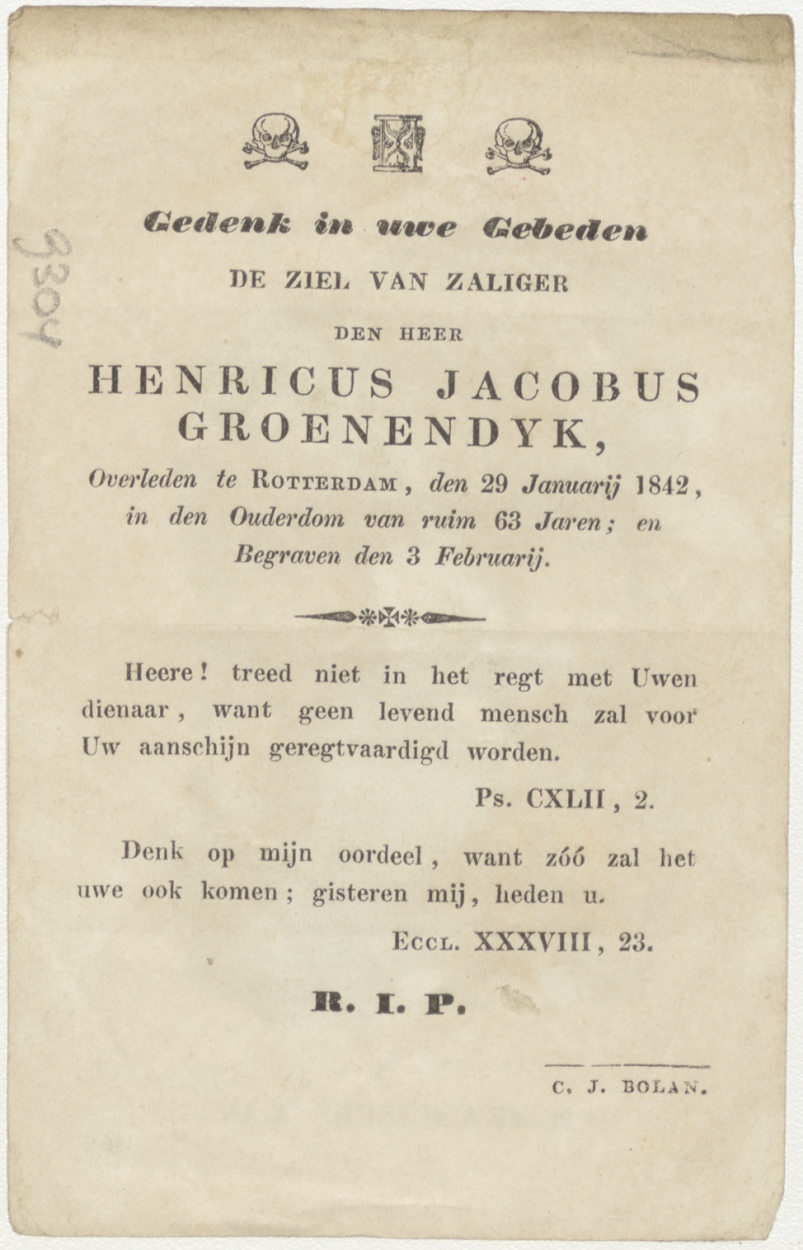 Gedenk in uwe Gebeden
DE ZIEL VAN ZALIGER
DEN HEER
HENRICUS JACOBUS
GROENENDYK,
Overleden te ROTTERDAM, den 29 Januarij 1842,
in den Ouderdom van ruim 63 Jaren; en
Begraven den 3 Februarij.
Heere! treed niet in het regt met Uwen
dienaar, want geen levend mensch zal voor
Uw aanschijn geregtvaardigd worden.
Ps. CXLII, 2.
Denk op mijn oordeel, want zóó zal het
uwe ook komen; gisteren mij, heden u.
ECCL. XXXVIII, 23.
R. I. P.
C. J. BOLAN.
9304